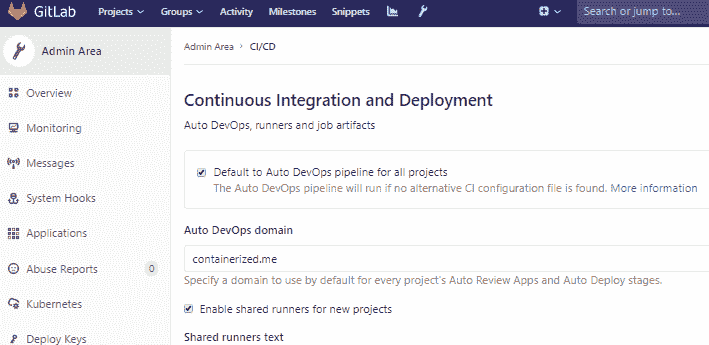 GitLab Projects Groups Activity Milestones Snippets Search or jump to...
Admin Area
Admin Area > CI/CD
Overview
Monitoring
Messages
System Hooks
Applications
Abuse Reports 0
Kubernetes
Deploy Keys
Continuous Integration and Deployment
Auto DevOps, runners and job artifacts
Default to Auto DevOps pipeline for all projects
The Auto DevOps pipeline will run if no alternative CI configuration file is found. More information
Auto DevOps domain
containerized.me
Specify a domain to use by default for every project's Auto Review Apps and Auto Deploy stages.
Enable shared runners for new projects
Shared runners text